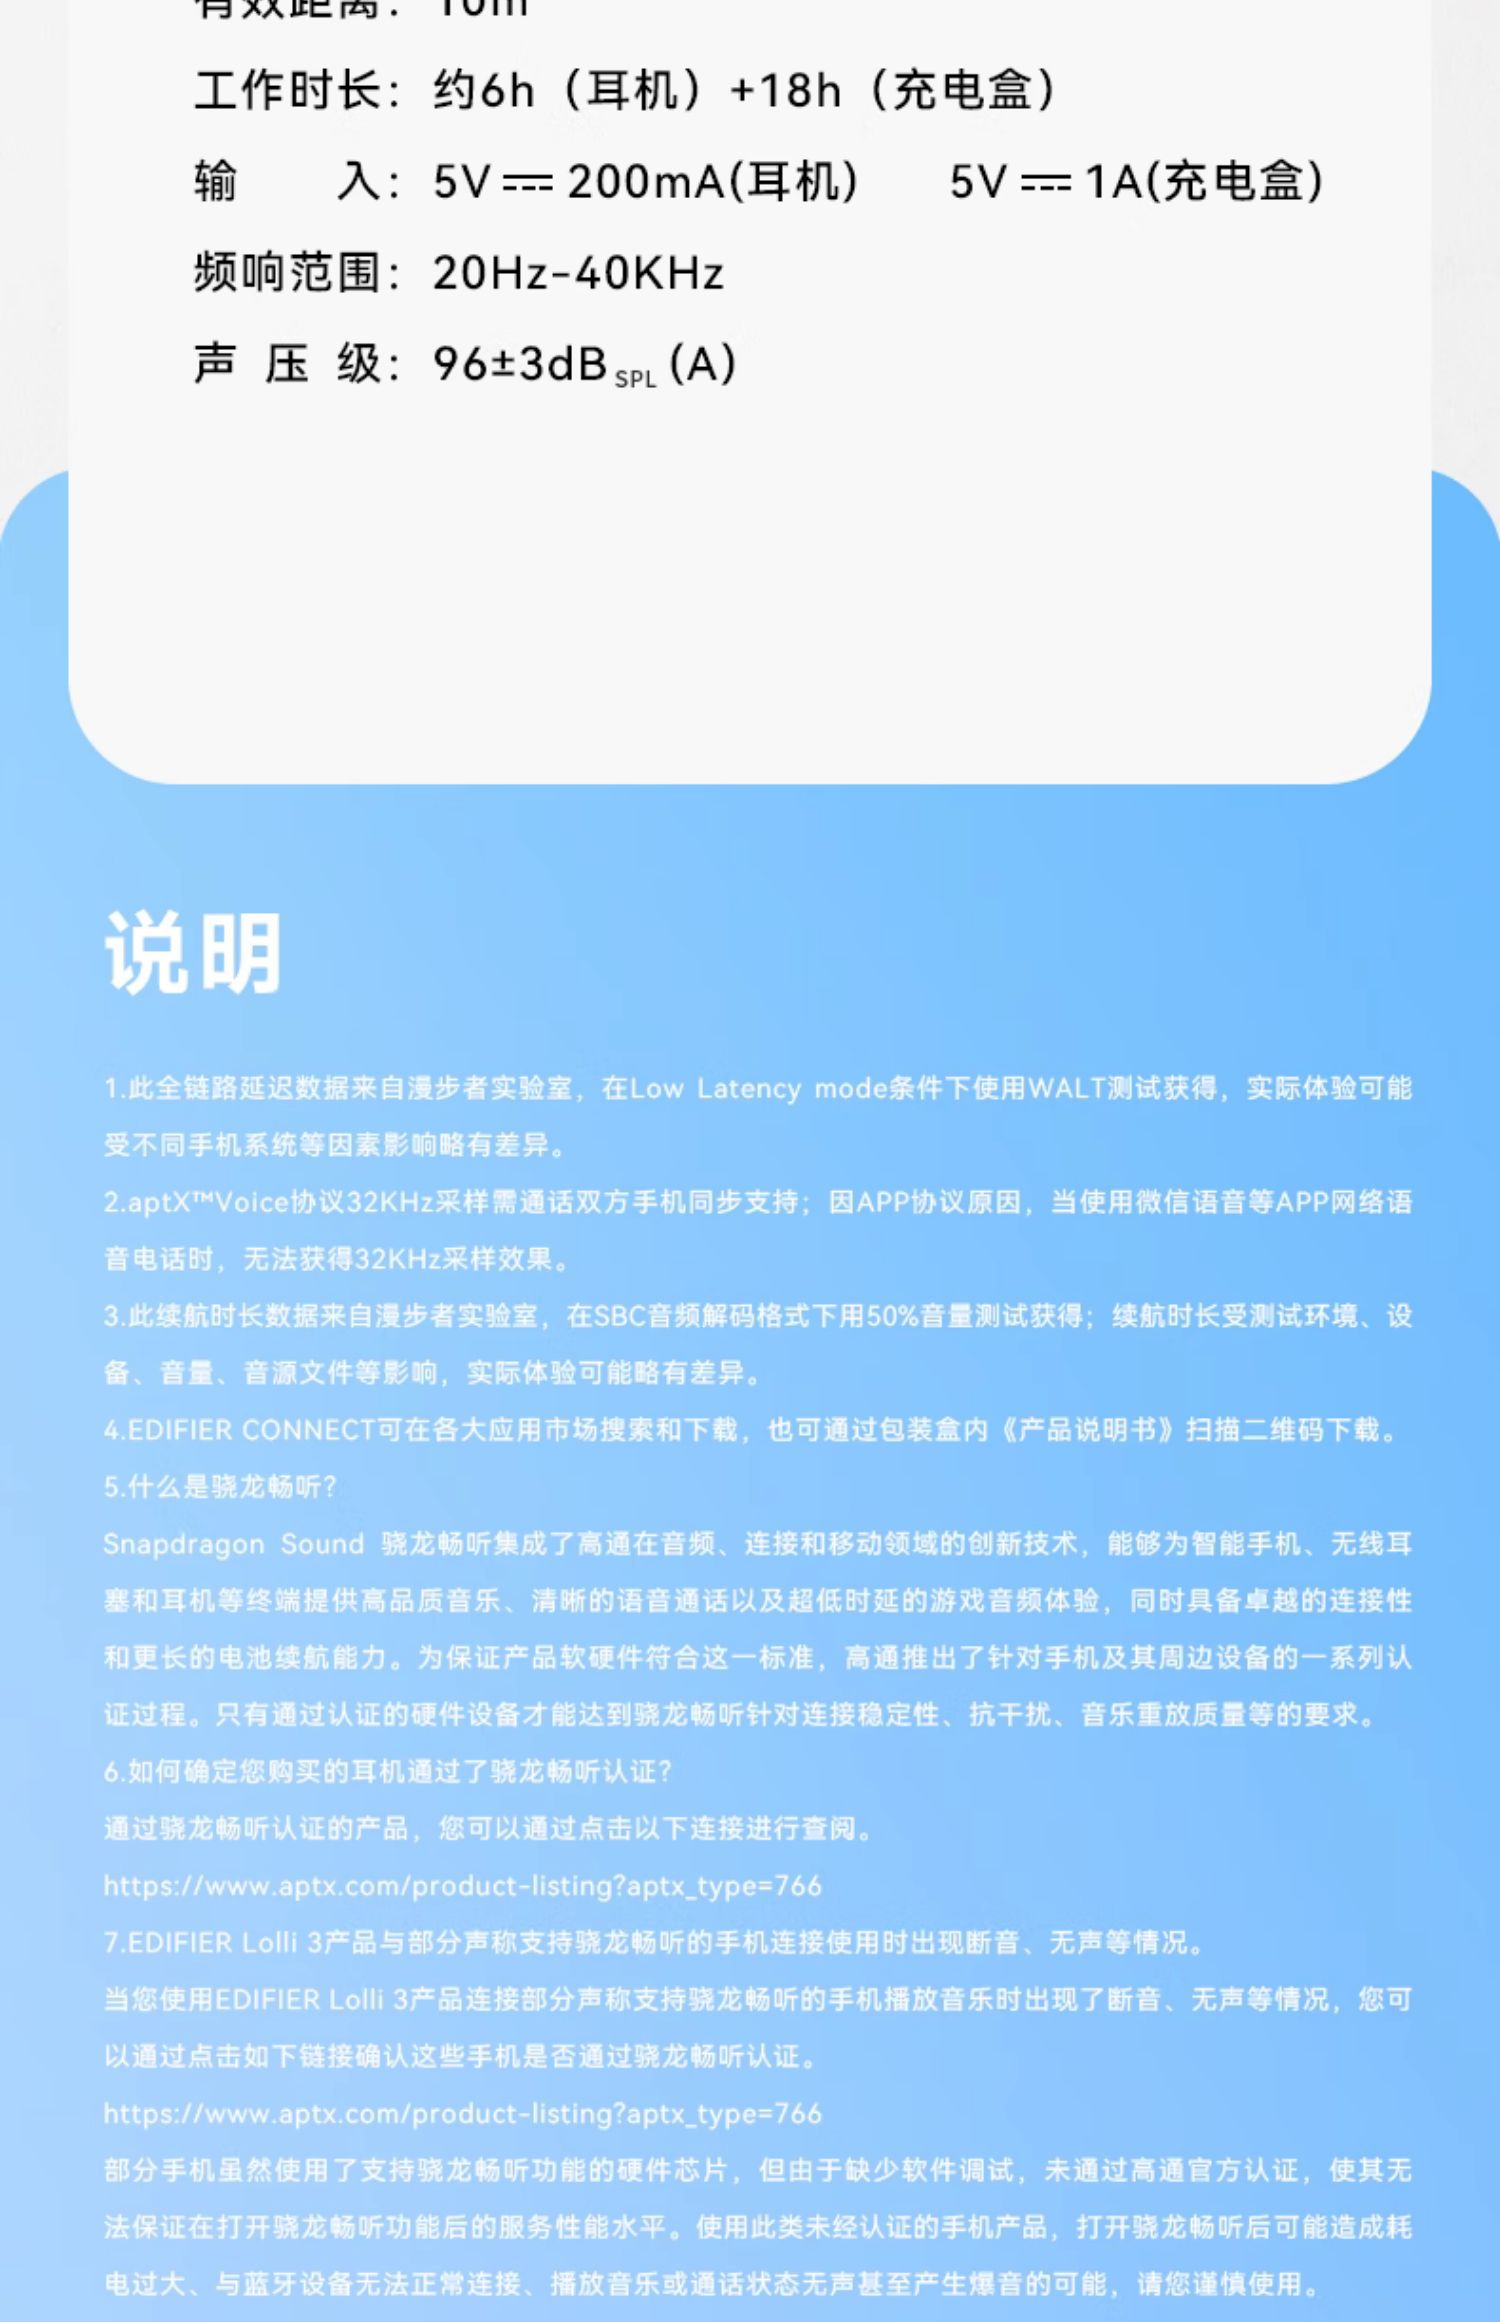 有效距离：10m
工作时长：约6h（耳机）+18h（充电盒）
输 入：5V⎓200mA(耳机) 5V⎓1A(充电盒)
频响范围：20Hz-40KHz
声 压 级：96±3dB SPL (A)
说明
1.此全链路延迟数据来自漫步者实验室，在Low Latency mode条件下使用WALT测试获得，实际体验可能
受不同手机系统等因素影响略有差异。
2.aptX™Voice协议32KHz采样需通话双方手机同步支持；因APP协议原因，当使用微信语音等APP网络语
音电话时，无法获得32KHz采样效果。
3.此续航时长数据来自漫步者实验室，在SBC音频解码格式下用50%音量测试获得；续航时长受测试环境、设
备、音量、音源文件等影响，实际体验可能略有差异。
4.EDIFIER CONNECT可在各大应用市场搜索和下载，也可通过包装盒内《产品说明书》扫描二维码下载。
5.什么是骁龙畅听？
Snapdragon Sound 骁龙畅听集成了高通在音频、连接和移动领域的创新技术，能够为智能手机、无线耳
塞和耳机等终端提供高品质音乐、清晰的语音通话以及超低时延的游戏音频体验，同时具备卓越的连接性
和更长的电池续航能力。为保证产品软硬件符合这一标准，高通推出了针对手机及其周边设备的一系列认
证过程。只有通过认证的硬件设备才能达到骁龙畅听针对连接稳定性、抗干扰、音乐重放质量等的要求。
6.如何确定您购买的耳机通过了骁龙畅听认证？
通过骁龙畅听认证的产品，您可以通过点击以下连接进行查阅。
https://www.aptx.com/product-listing?aptx_type=766
7.EDIFIER Lolli 3产品与部分声称支持骁龙畅听的手机连接使用时出现断音、无声等情况。
当您使用EDIFIER Lolli 3产品连接部分声称支持骁龙畅听的手机播放音乐时出现了断音、无声等情况，您可
以通过点击如下链接确认这些手机是否通过骁龙畅听认证。
https://www.aptx.com/product-listing?aptx_type=766
部分手机虽然使用了支持骁龙畅听功能的硬件芯片，但由于缺少软件调试，未通过高通官方认证，使其无
法保证在打开骁龙畅听功能后的服务性能水平。使用此类未经认证的手机产品，打开骁龙畅听后可能造成耗
电过大、与蓝牙设备无法正常连接、播放音乐或通话状态无声甚至产生爆音的可能，请您谨慎使用。